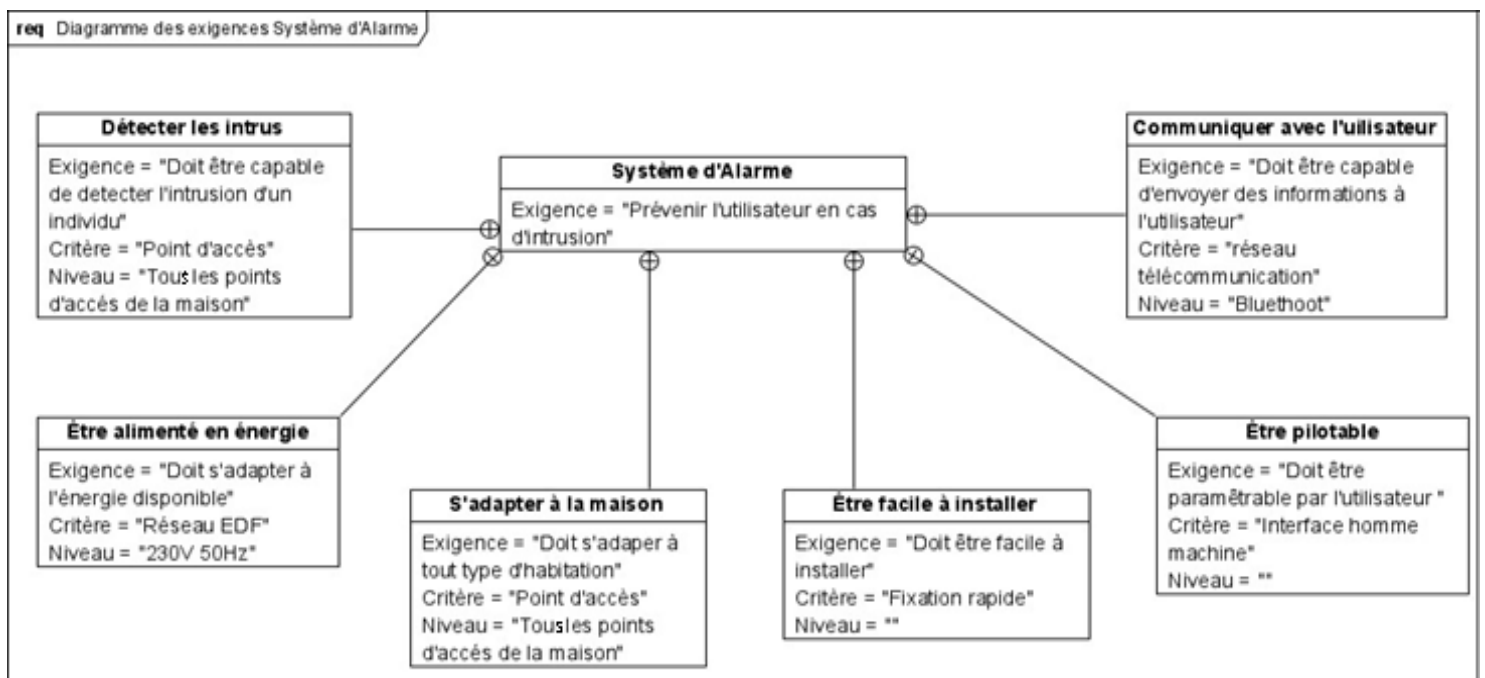 req Diagramme des exigences Système d'Alarme
Détecter les intrus
Exigence = "Doit être capable
de detecter l'intrusion d'un
individu"
Critère = "Point d'accès"
Niveau = "Tous les points
d'accés de la maison"
Système d'Alarme
Exigence = "Prévenir l'utilisateur en cas
d'intrusion"
Communiquer avec l'uilisateur
Exigence = "Doit être capable
d'envoyer des informations à
l'utilisateur"
Critère = "réseau
télécommunication"
Niveau = "Bluethoot"
Être alimenté en énergie
Exigence = "Doit s'adapter à
l'énergie disponible"
Critère = "Réseau EDF"
Niveau = "230V 50Hz"
S'adapter à la maison
Exigence = "Doit s'adaper à
tout type d'habitation"
Critère = "Point d'accès"
Niveau = "Tous les points
d'accés de la maison"
Être facile à installer
Exigence = "Doit être facile à
installer"
Critère = "Fixation rapide"
Niveau = ""
Être pilotable
Exigence = "Doit être
paramêtrable par l'utilisateur "
Critère = "Interface homme
machine"
Niveau = ""